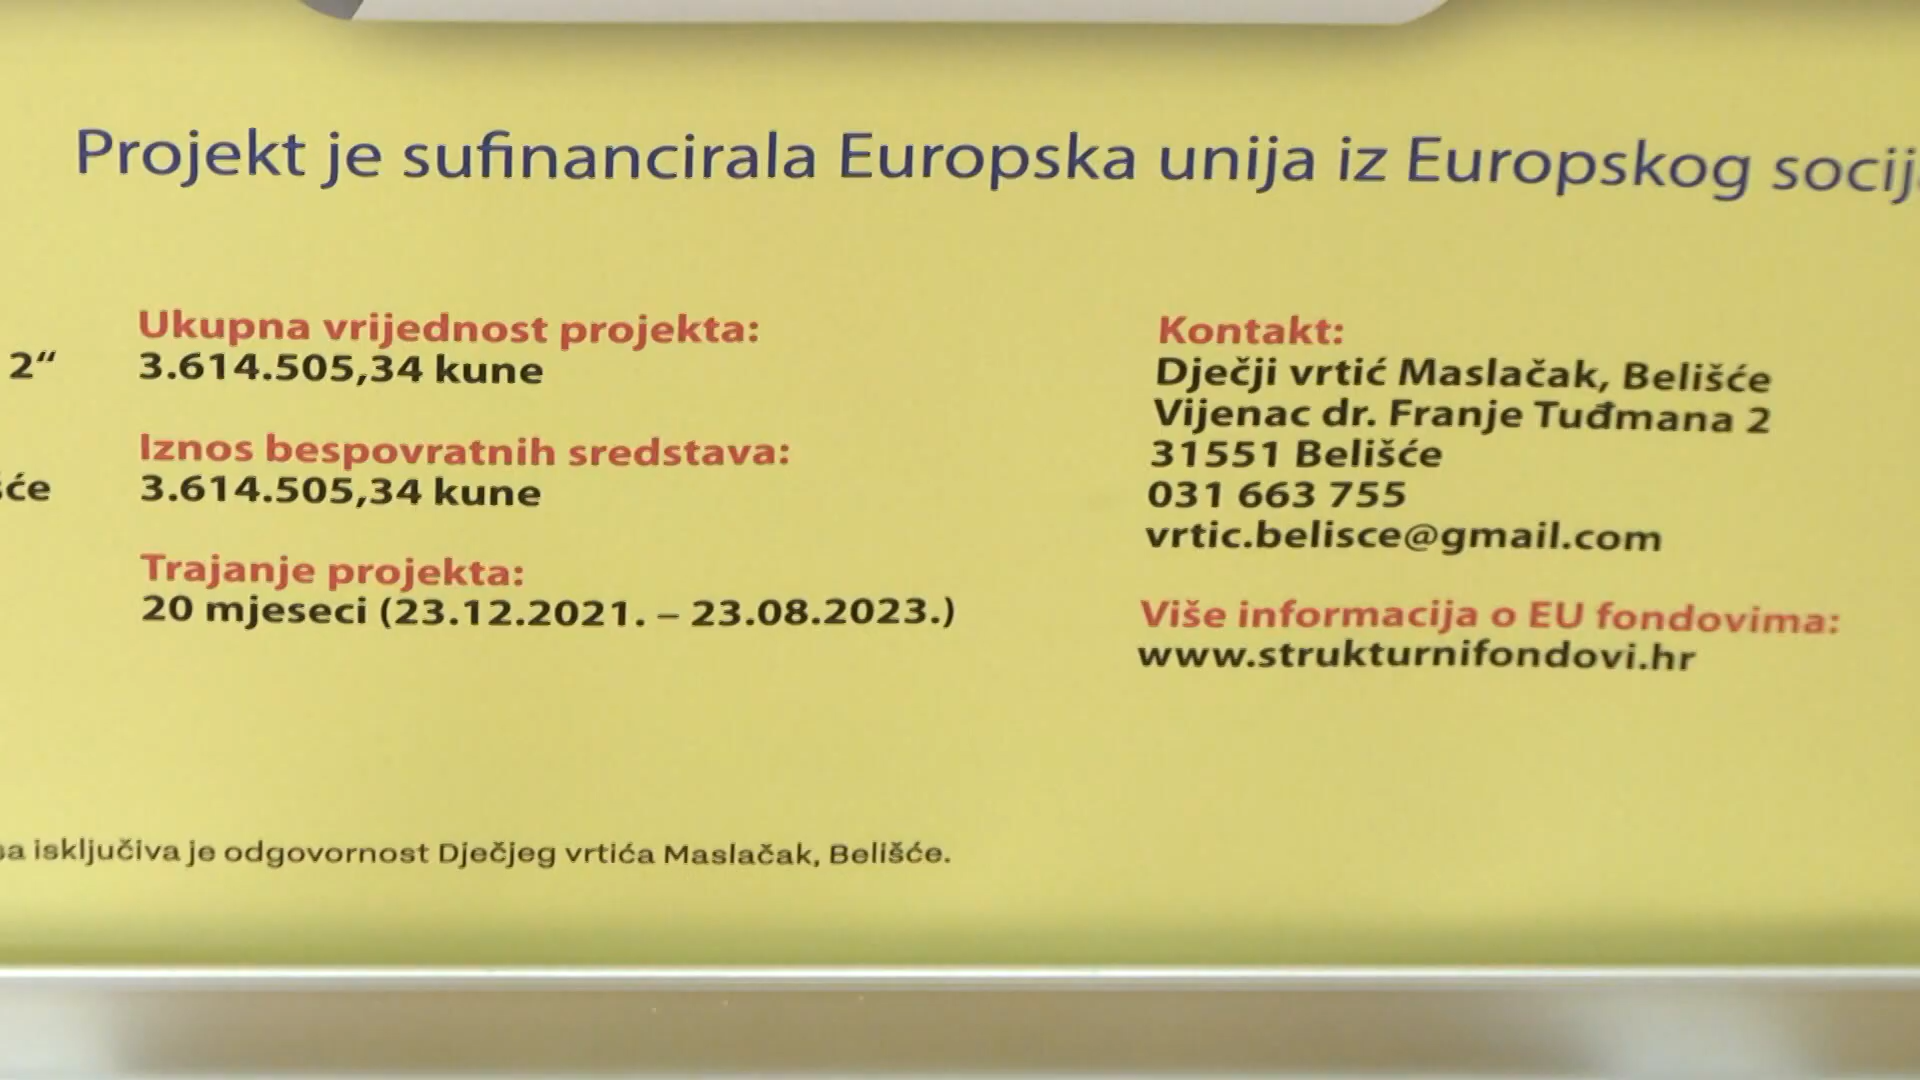 Projekt je sufinancirala Europska unija iz Europskog
2“
Ukupna vrijednost projekta:
3.614.505,34 kune
Iznos bespovratnih sredstava:
3.614.505,34 kune
Trajanje projekta:
20 mjeseci (23.12.2021. – 23.08.2023.)
Kontakt:
Dječji vrtić Maslačak, Belišće
Vijenac dr. Franje Tuđmana 2
31551 Belišće
031 663 755
vrtic.belisce@gmail.com
Više informacija o EU fondovima:
www.strukturnifondovi.hr
isključiva je odgovornost Dječjeg vrtića Maslačak, Belišće.